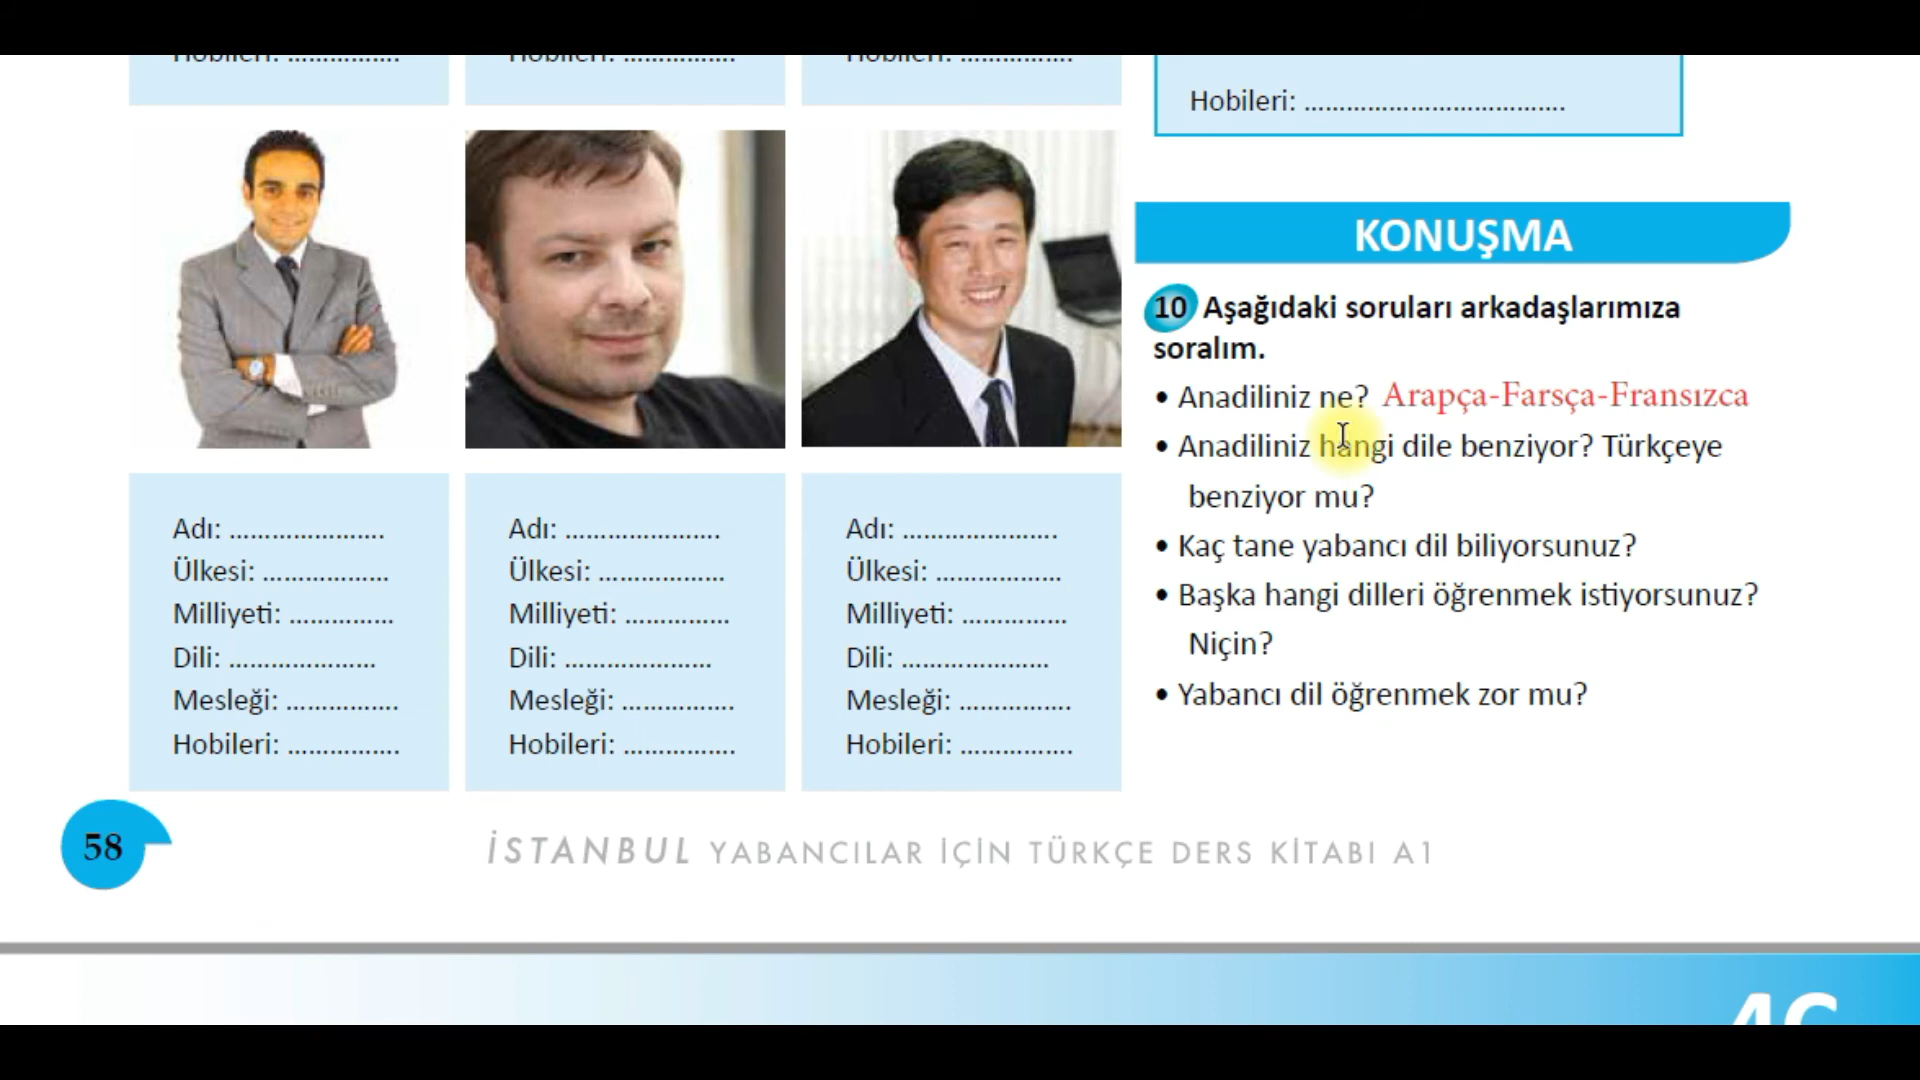 Hobileri: ................
Hobileri: ................
Hobileri: ................
Hobileri: .................................
Adı: ......................
Ülkesi: ..................
Milliyeti: ...............
Dili: .....................
Mesleği: ................
Hobileri: ................
Adı: ......................
Ülkesi: ..................
Milliyeti: ...............
Dili: .....................
Mesleği: ................
Hobileri: ................
Adı: ......................
Ülkesi: ..................
Milliyeti: ...............
Dili: .....................
Mesleği: ................
Hobileri: ................
KONUŞMA
10 Aşağıdaki soruları arkadaşlarımıza
soralım.
• Anadiliniz ne? Arapça-Farsça-Fransızca
• Anadiliniz hangi dile benziyor? Türkçeye
benziyor mu?
• Kaç tane yabancı dil biliyorsunuz?
• Başka hangi dilleri öğrenmek istiyorsunuz?
Niçin?
• Yabancı dil öğrenmek zor mu?
58
İSTANBUL YABANCILAR İÇİN TÜRKÇE DERS KİTABI A1